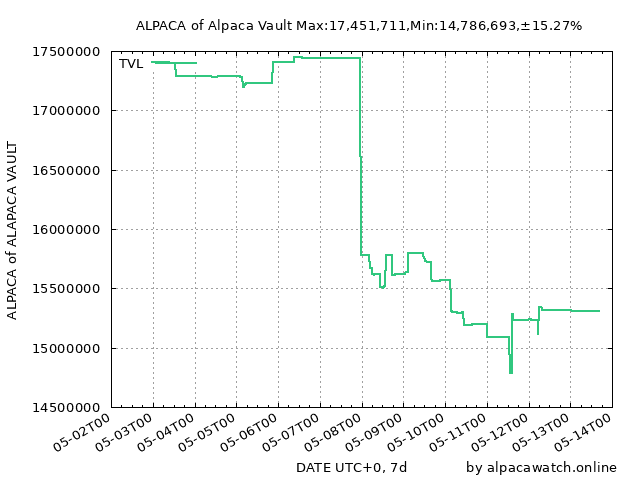 ALPACA of Alpaca Vault Max:17,451,711,Min:14,786,693,±15.27%
TVL
17500000
17000000
16500000
16000000
15500000
15000000
14500000
ALPACA of ALAPACA VAULT
05-02T00
05-03T00
05-04T00
05-05T00
05-06T00
05-07T00
05-08T00
05-09T00
05-10T00
05-11T00
05-12T00
05-13T00
05-14T00
DATE UTC+0, 7d
by alpacawatch.online